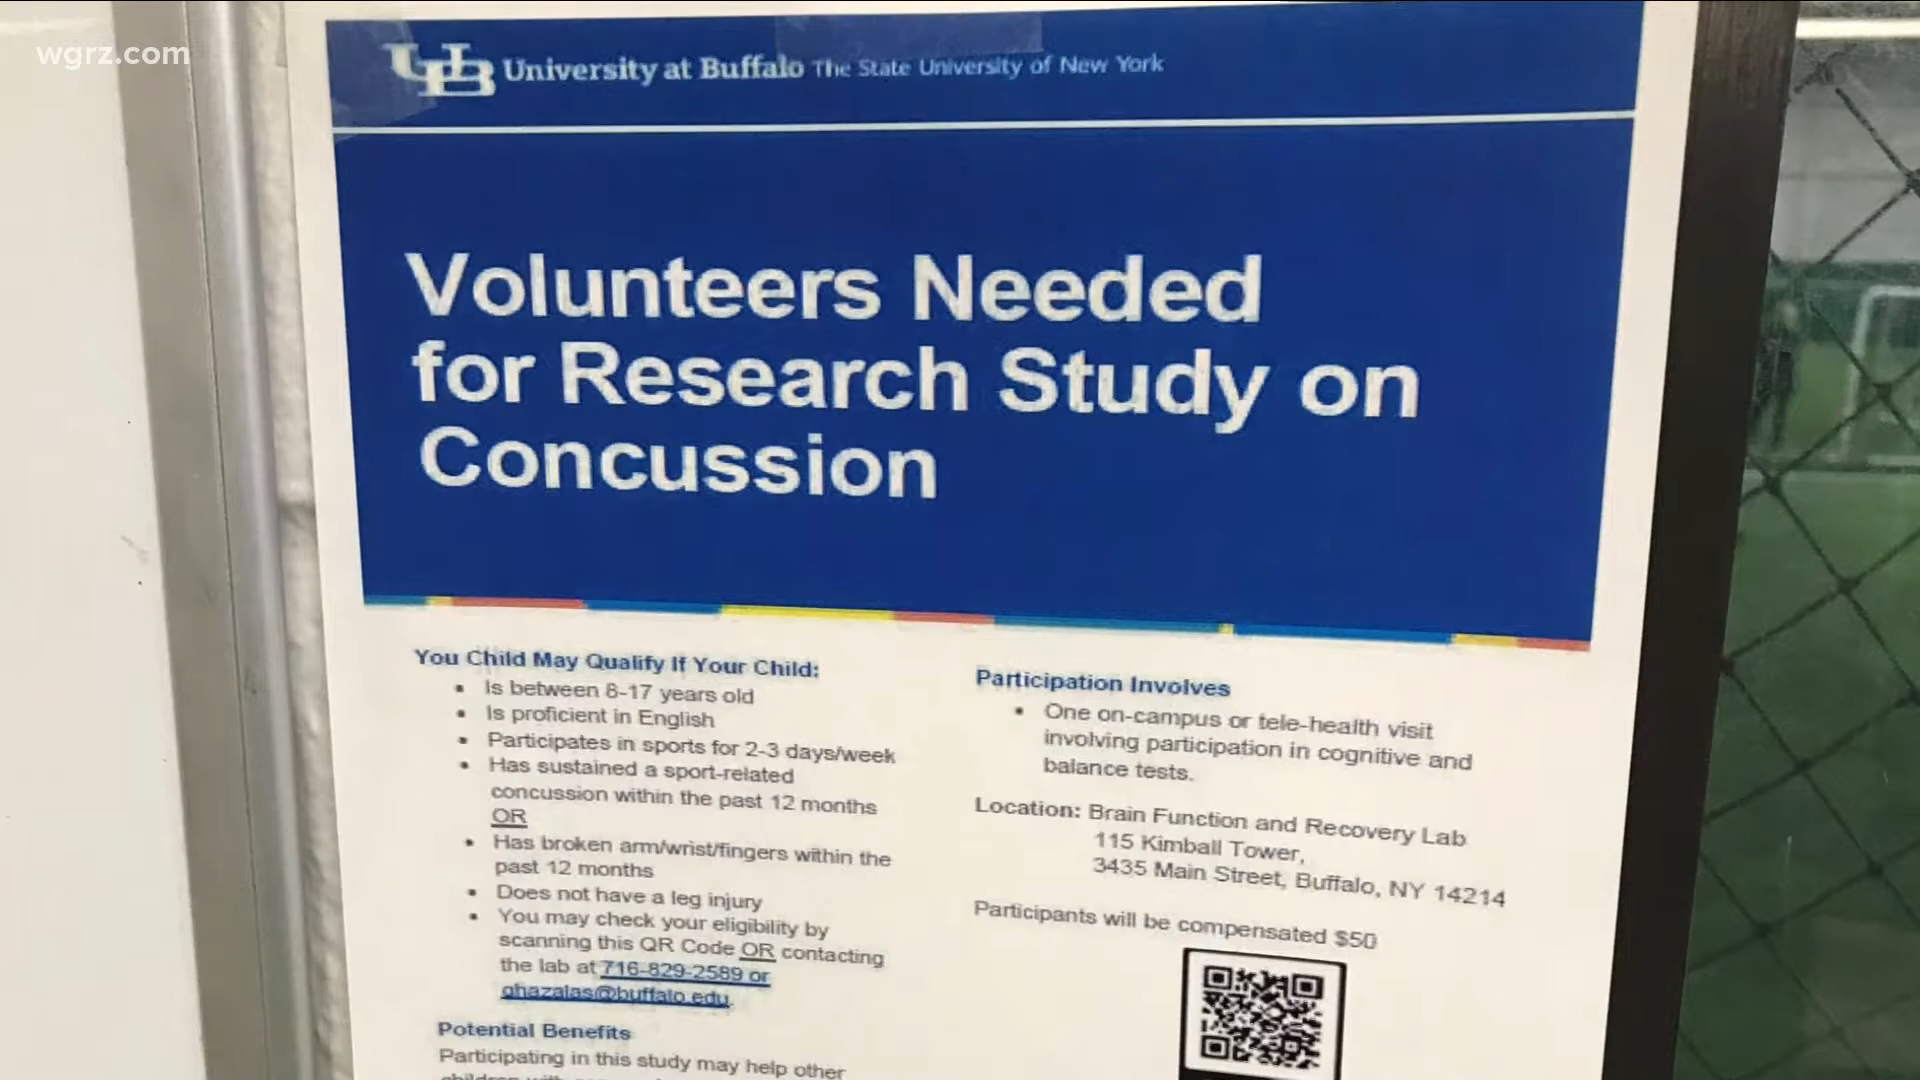 wgrz.com
UB University at Buffalo The State University of New York
Volunteers Needed
for Research Study on
Concussion
You Child May Qualify If Your Child:
• Is between 8-17 years old
• Is proficient in English
• Participates in sports for 2-3 days/week
• Has sustained a sport-related
concussion within the past 12 months
OR
• Has broken arm/wrist/fingers within the
past 12 months
• Does not have a leg injury
• You may check your eligibility by
scanning this QR Code OR contacting
the lab at 716-829-2589 or
ghazalas@buffalo.edu.
Potential Benefits
Participating in this study may help other
children with
Participation Involves
• One on-campus or tele-health visit
involving participation in cognitive and
balance tests.
Location: Brain Function and Recovery Lab
115 Kimball Tower,
3435 Main Street, Buffalo, NY 14214
Participants will be compensated $50